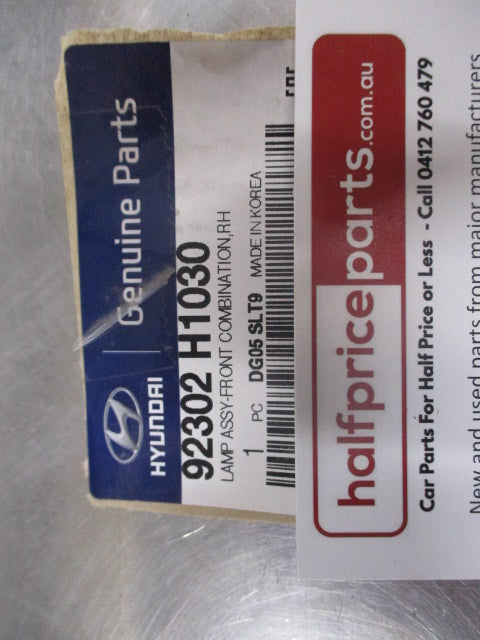 HYUNDAI | Genuine Parts
92302 H1030
LAMP ASSY-FRONT COMBINATION,RH
1 PC DG05 SLT9 MADE IN KOREA
halfpriceparts.com.au
Car Parts For Half Price or Less - Call 0412 760 479
New and used parts from major manufacturers